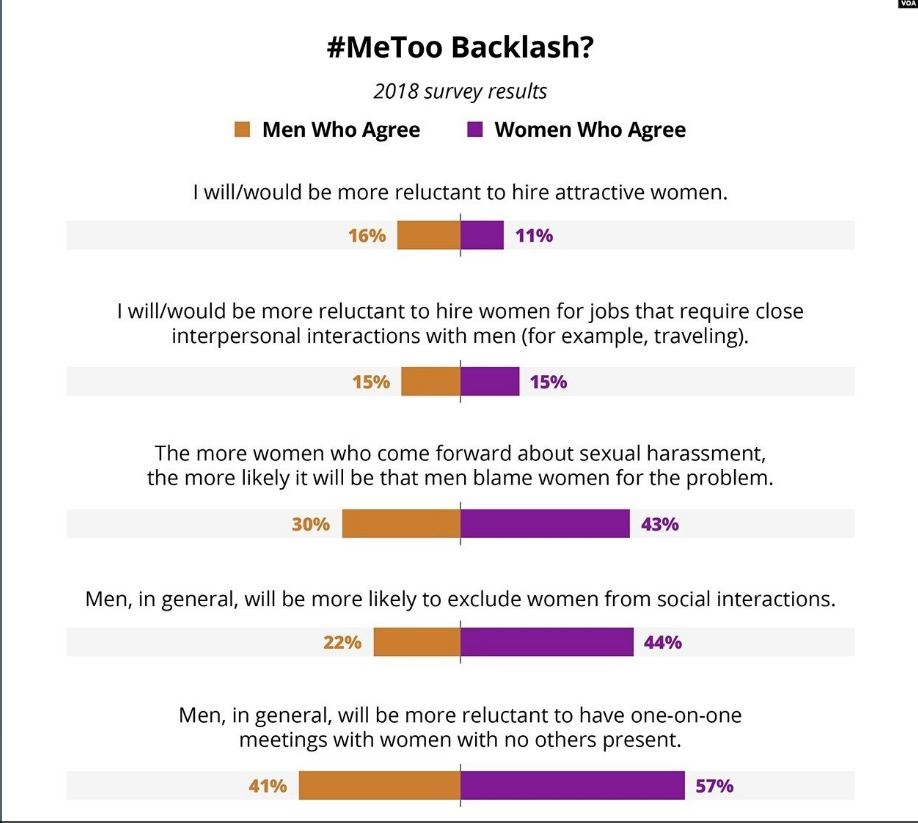 VOA
#MeToo Backlash?
2018 survey results
Men Who Agree Women Who Agree
I will/would be more reluctant to hire attractive women.
16% 11%
I will/would be more reluctant to hire women for jobs that require close
interpersonal interactions with men (for example, traveling).
15% 15%
The more women who come forward about sexual harassment,
the more likely it will be that men blame women for the problem.
30% 43%
Men, in general, will be more likely to exclude women from social interactions.
22% 44%
Men, in general, will be more reluctant to have one-on-one
meetings with women with no others present.
41% 57%